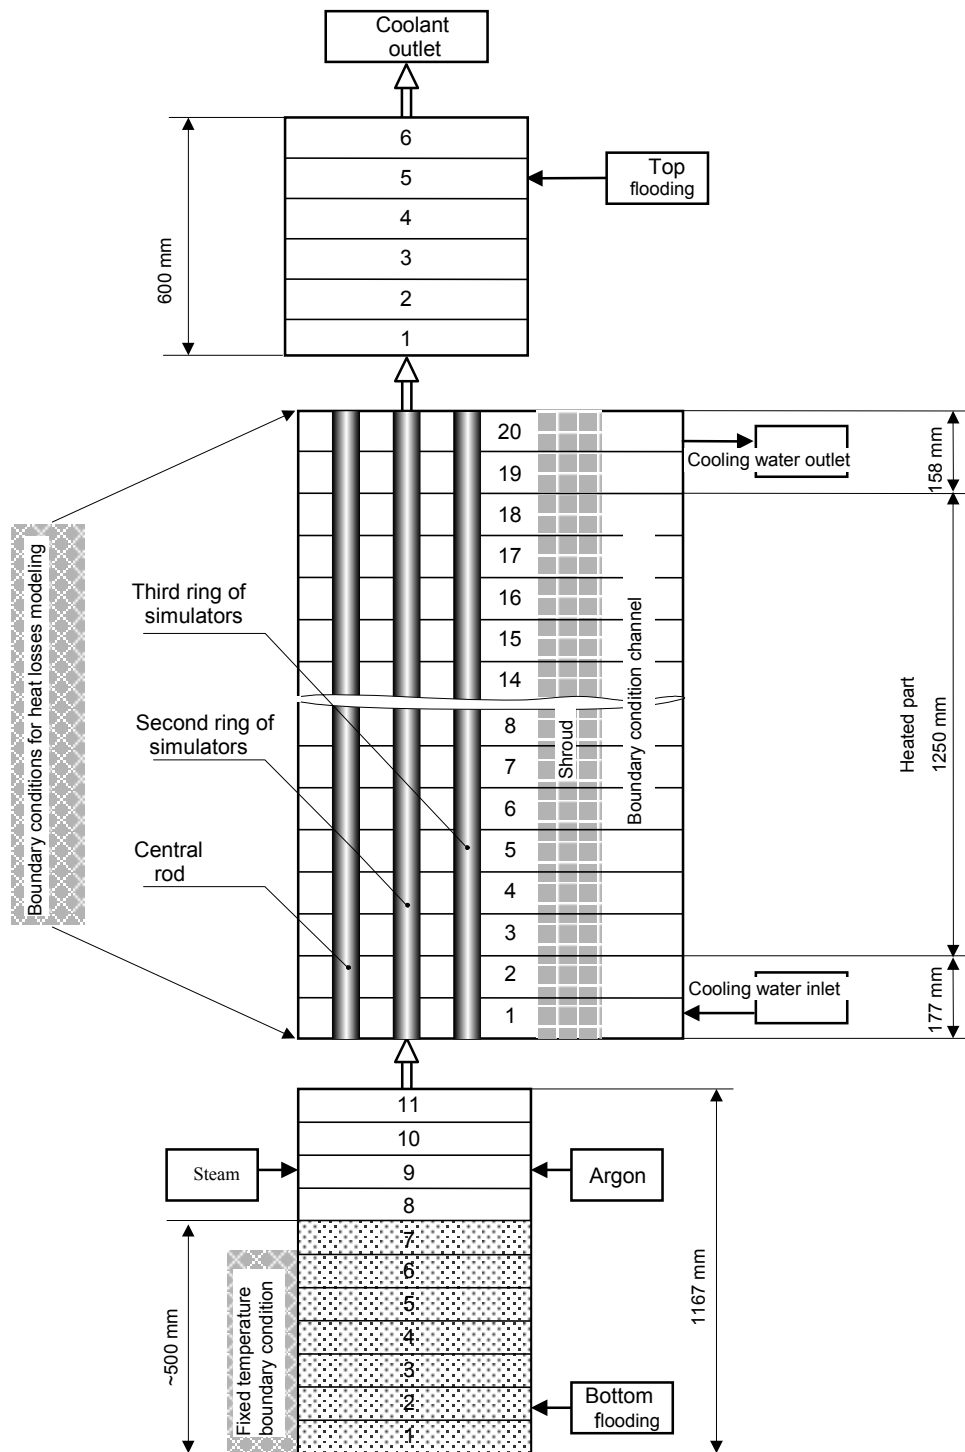 Coolant
outlet
6
5
4
3
2
1
Top
flooding
600 mm
20
19
18
17
16
15
14
8
7
6
5
4
3
2
1
Cooling water outlet
158 mm
Boundary conditions for heat losses modeling
Third ring of
simulators
Second ring of
simulators
Central
rod
Shroud
Boundary condition channel
Heated part
1250 mm
Cooling water inlet
177 mm
11
10
9
8
7
6
5
4
3
2
1
Steam
Argon
~500 mm
Fixed temperature
boundary condition
1167 mm
Bottom
flooding